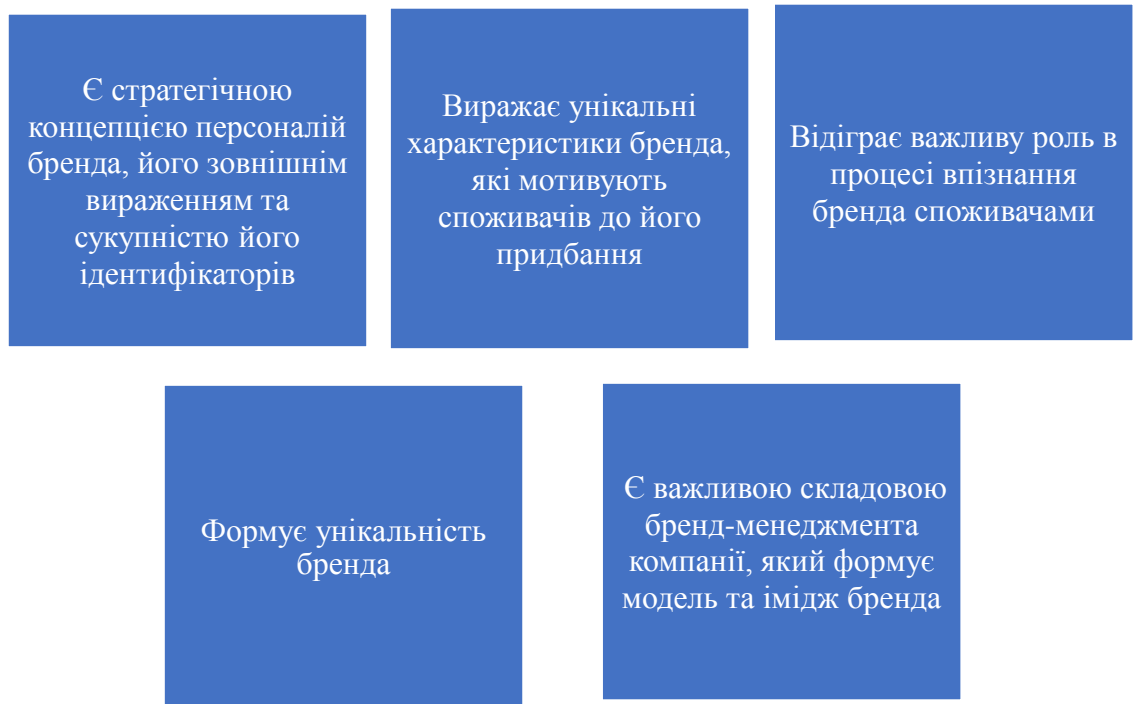 Є стратегічною
концепцією персоналій
бренда, його зовнішнім
вираженням та
сукупністю його
ідентифікаторів
Виражає унікальні
характеристики бренда,
які мотивують
споживачів до його
придбання
Відіграє важливу роль в
процесі впізнання
бренда споживачами
Формує унікальність
бренда
Є важливою складовою
бренд-менеджмента
компанії, який формує
модель та імідж бренда